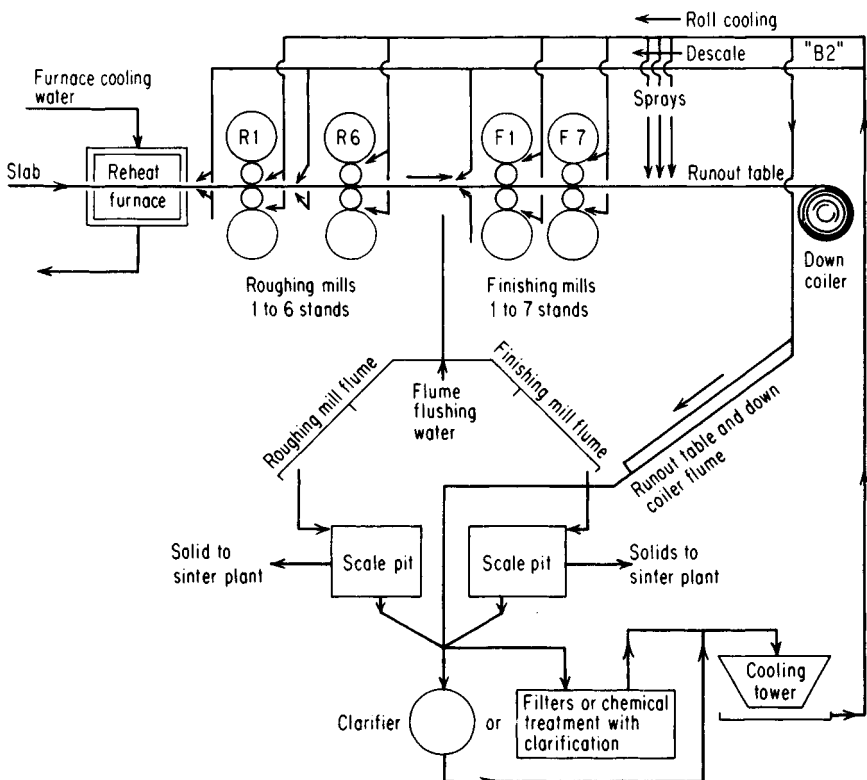 Roll cooling
Descale
"B2"
Furnace cooling
water
Sprays
R1
R6
F1
F7
Slab
Reheat
furnace
Runout table
Down
coiler
Roughing mills
1 to 6 stands
Finishing mills
1 to 7 stands
Roughing mill flume
Flume
flushing
water
Finishing mill flume
Runout table and down
coiler flume
Solid to
sinter plant
Scale pit
Scale pit
Solids to
sinter plant
Cooling
tower
Clarifier
or
Filters or chemical
treatment with
clarification